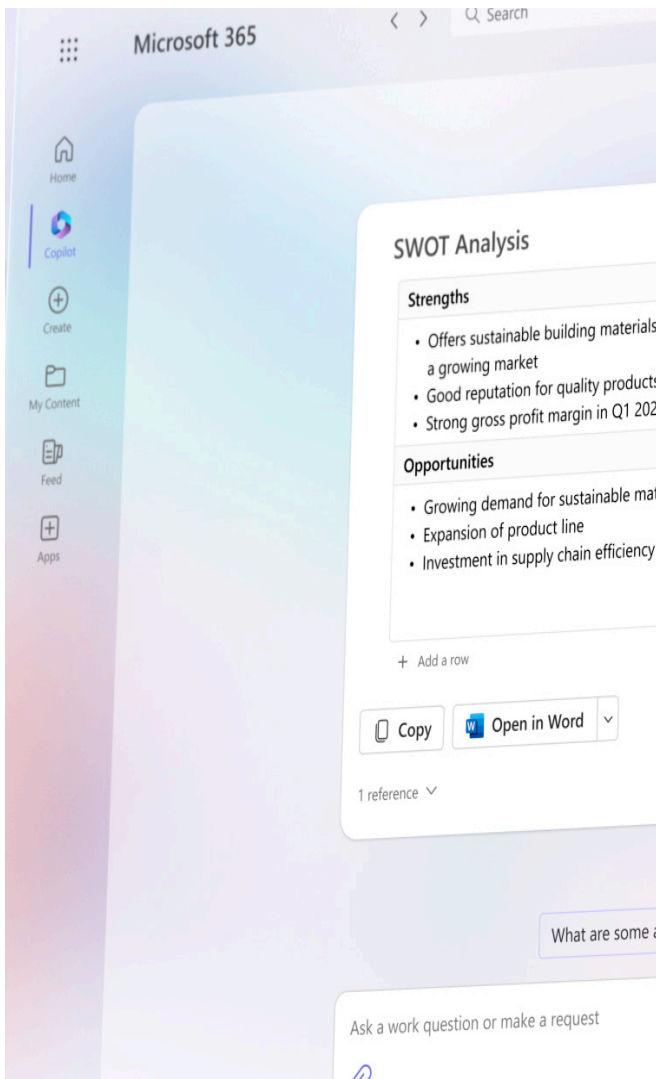 Microsoft 365
Search
Home
Copilot
Create
My Content
Feed
Apps
SWOT Analysis
Strengths
• Offers sustainable building materials
a growing market
• Good reputation for quality products
• Strong gross profit margin in Q1 202
Opportunities
• Growing demand for sustainable mat
• Expansion of product line
• Investment in supply chain efficiency
+ Add a row
Copy
Open in Word
1 reference
What are some a
Ask a work question or make a request